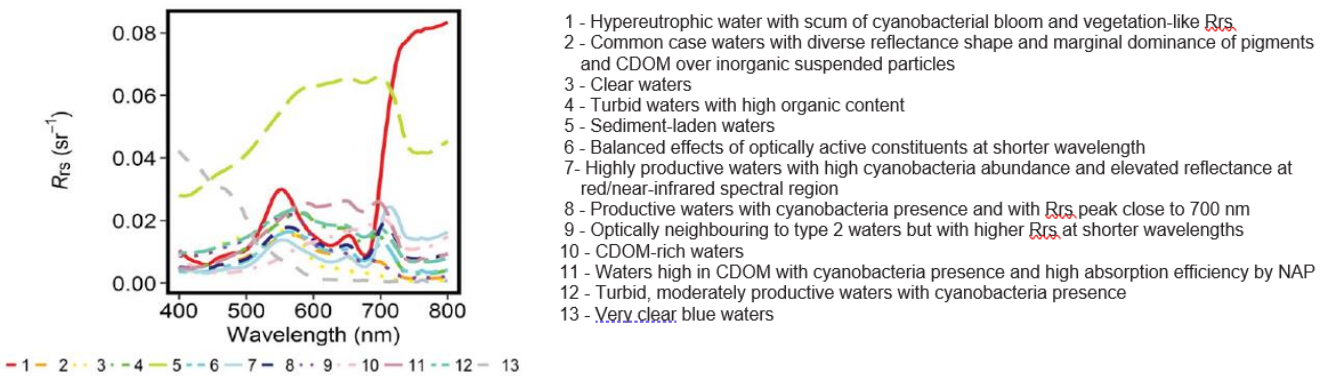 0.08
0.06
0.04
0.02
0.00
Rrs (sr⁻¹)
400 500 600 700 800
Wavelength (nm)
1 2 3 4 5 6 7 8 9 10 11 12 13
1 - Hypereutrophic water with scum of cyanobacterial bloom and vegetation-like Rrs
2 - Common case waters with diverse reflectance shape and marginal dominance of pigments
and CDOM over inorganic suspended particles
3 - Clear waters
4 - Turbid waters with high organic content
5 - Sediment-laden waters
6 - Balanced effects of optically active constituents at shorter wavelength
7- Highly productive waters with high cyanobacteria abundance and elevated reflectance at
red/near-infrared spectral region
8 - Productive waters with cyanobacteria presence and with Rrs peak close to 700 nm
9 - Optically neighbouring to type 2 waters but with higher Rrs at shorter wavelengths
10 - CDOM-rich waters
11 - Waters high in CDOM with cyanobacteria presence and high absorption efficiency by NAP
12 - Turbid, moderately productive waters with cyanobacteria presence
13 - Very clear blue waters